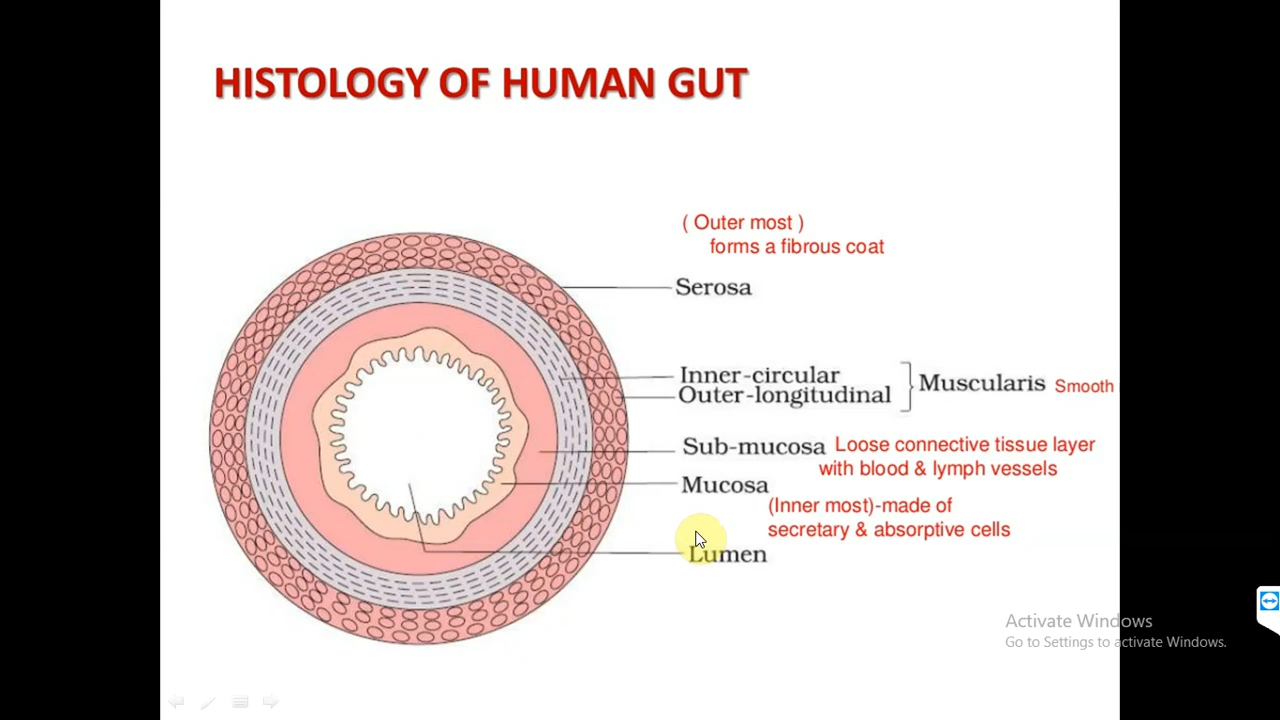 HISTOLOGY OF HUMAN GUT
( Outer most )
forms a fibrous coat
Serosa
Inner-circular
Outer-longitudinal
Muscularis Smooth
Sub-mucosa Loose connective tissue layer
with blood & lymph vessels
Mucosa
(Inner most)-made of
secretary & absorptive cells
Lumen
Activate Windows
Go to Settings to activate Windows.